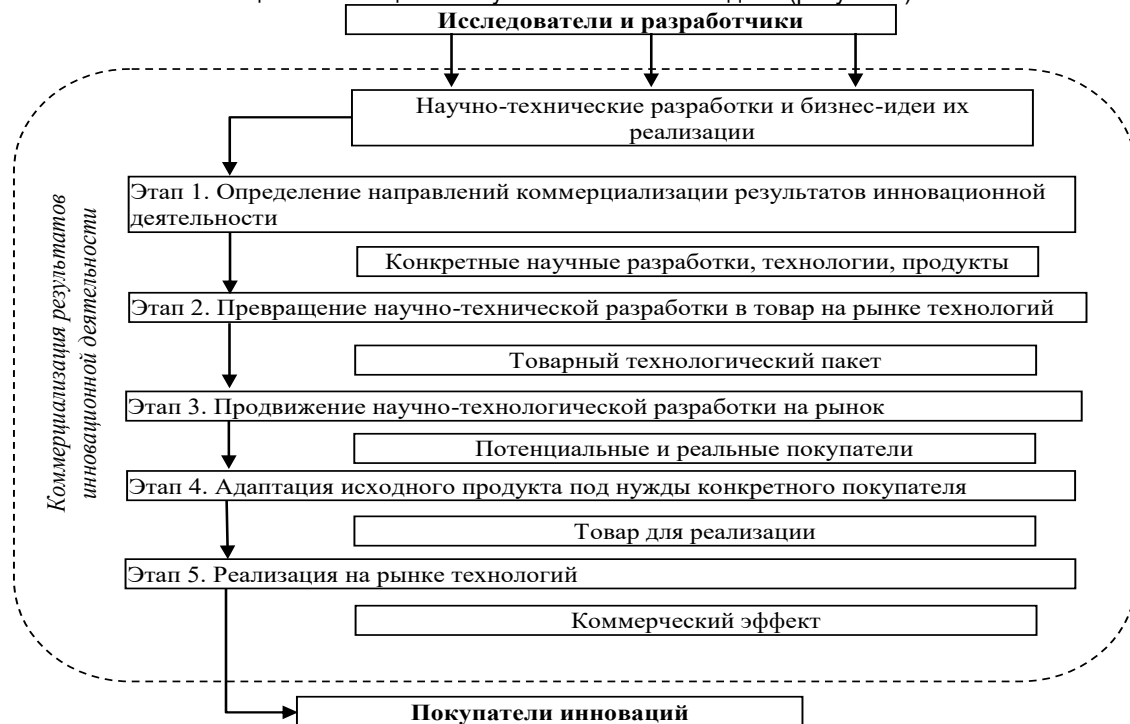 Исследователи и разработчики
Научно-технические разработки и бизнес-идеи их
реализации
Этап 1. Определение направлений коммерциализации результатов инновационной
деятельности
Конкретные научные разработки, технологии, продукты
Этап 2. Превращение научно-технической разработки в товар на рынке технологий
Товарный технологический пакет
Этап 3. Продвижение научно-технологической разработки на рынок
Потенциальные и реальные покупатели
Этап 4. Адаптация исходного продукта под нужды конкретного покупателя
Товар для реализации
Этап 5. Реализация на рынке технологий
Коммерческий эффект
Коммерциализация результатов
инновационной деятельности
Покупатели инноваций